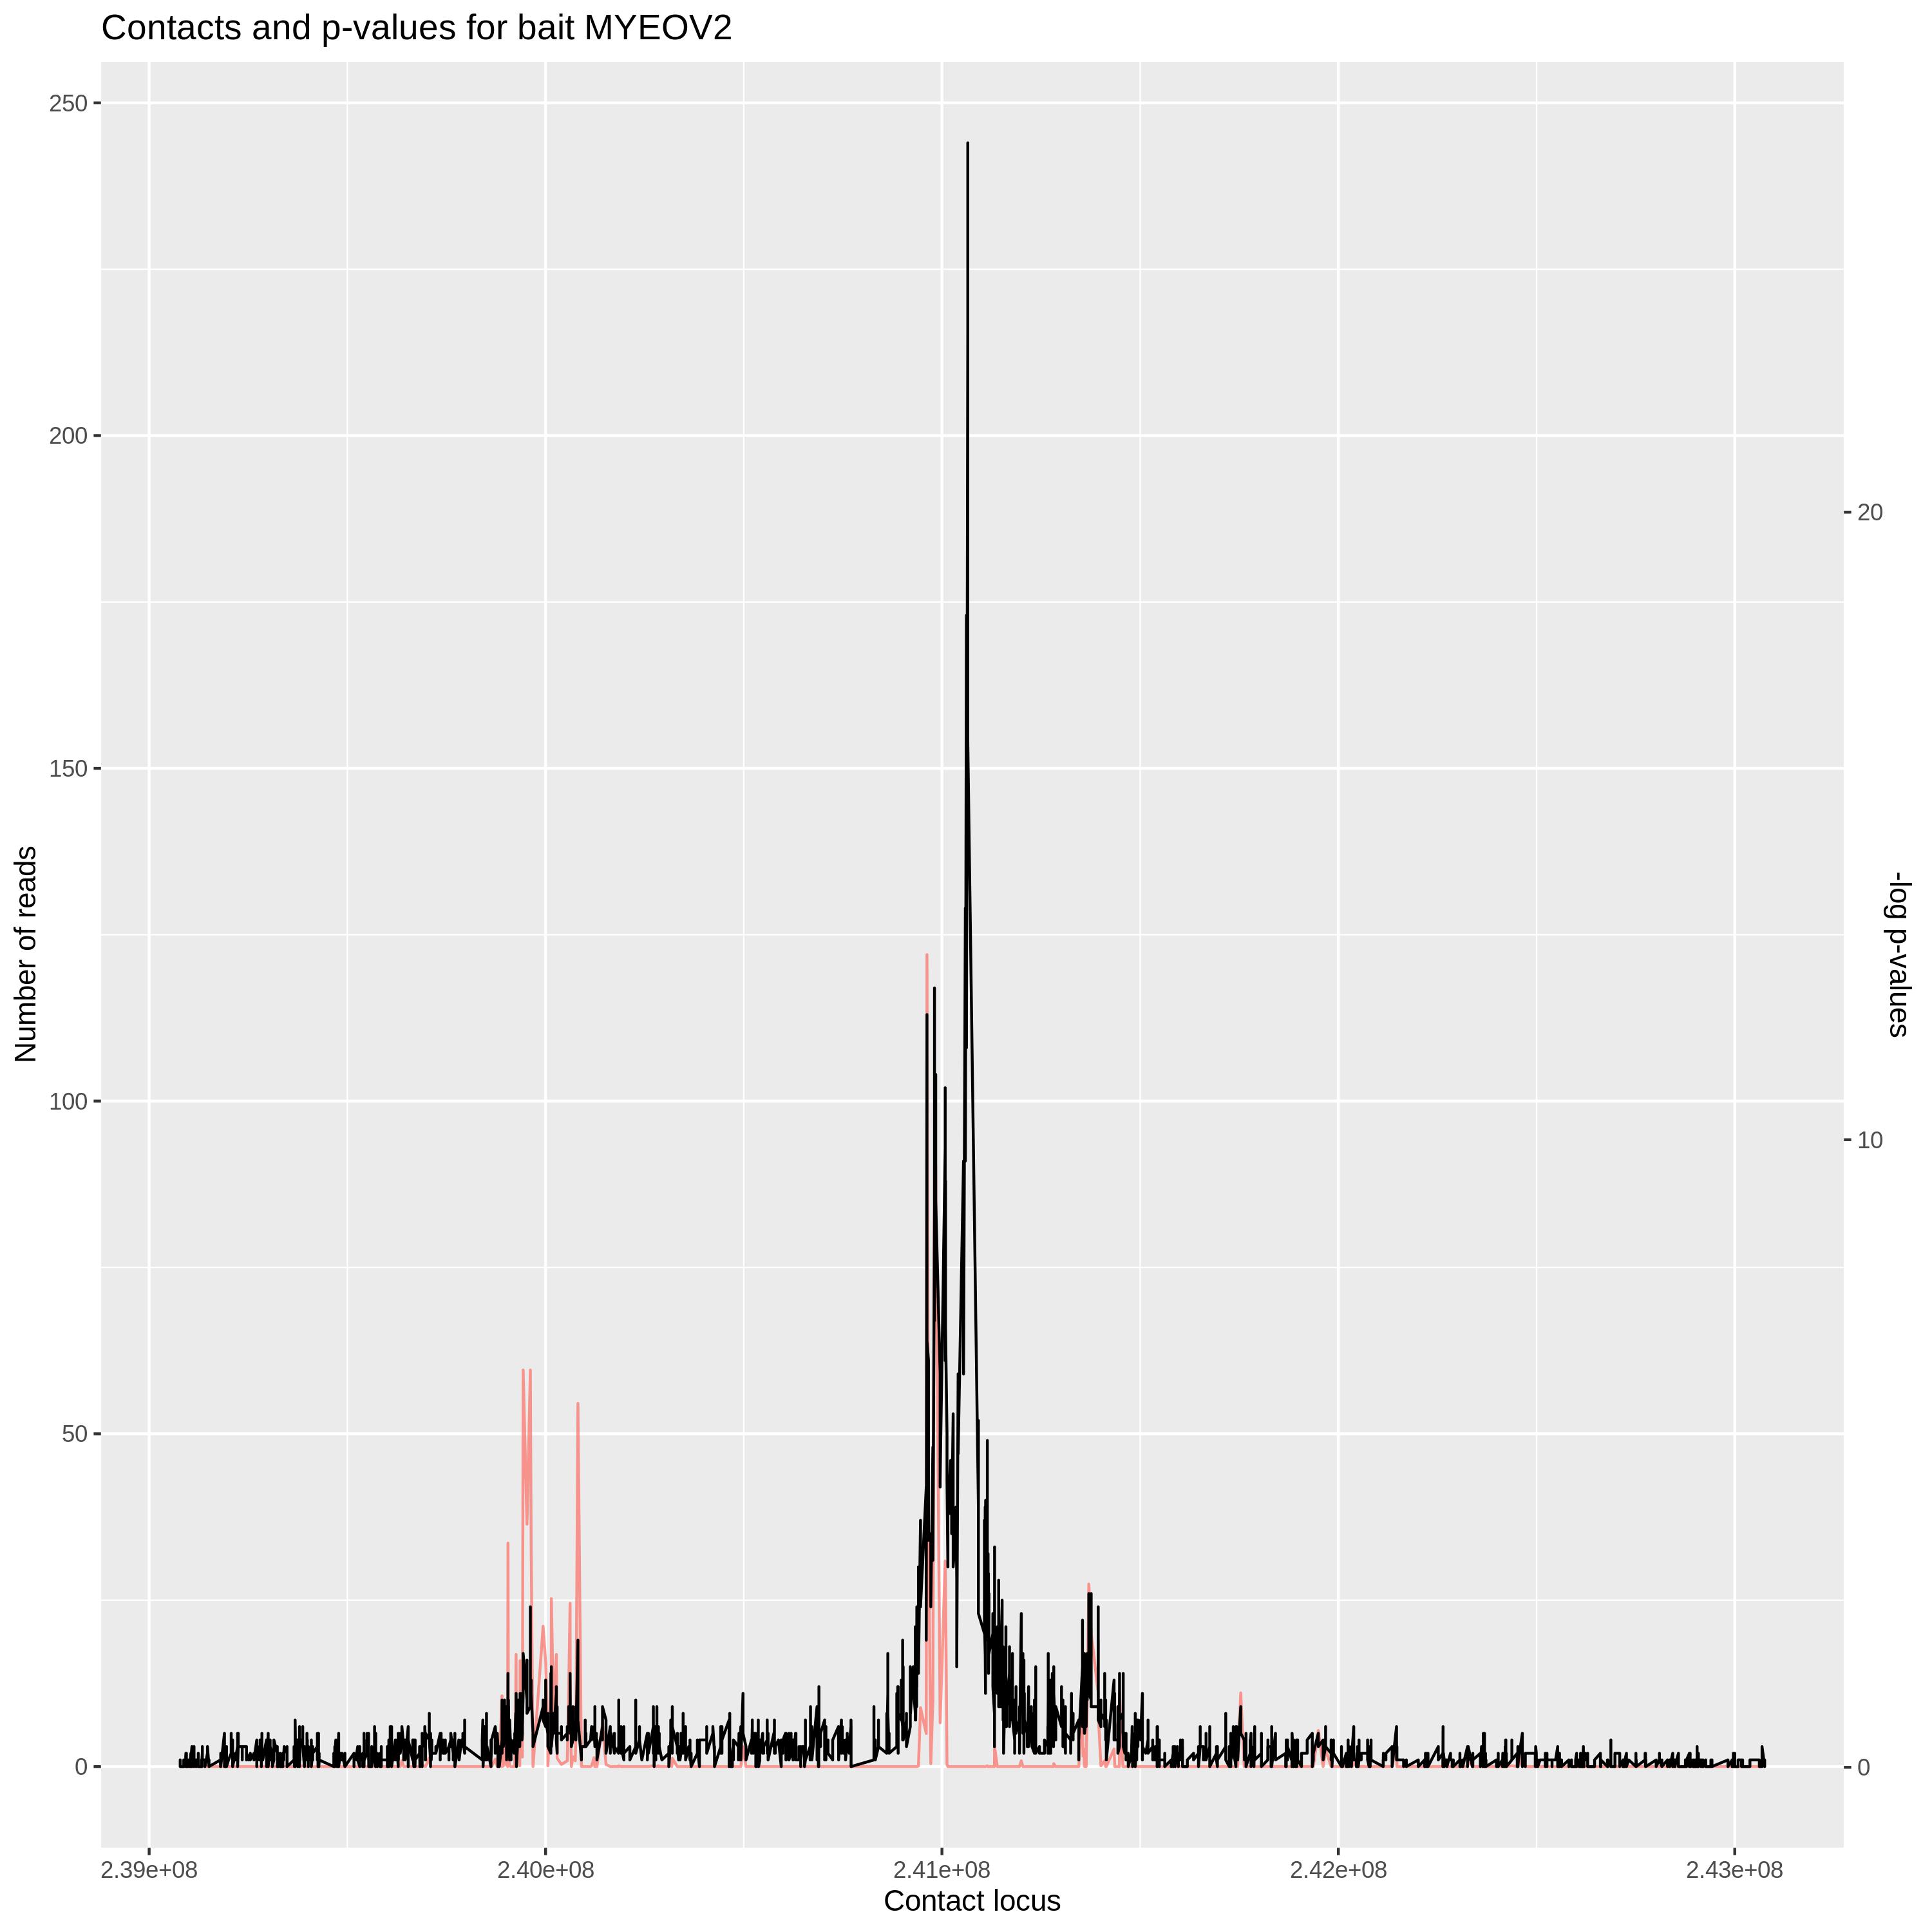 Contacts and p-values for bait MYEOV2
250
200
150
100
50
0
Number of reads
20
10
0
-log p-values
2.39e+08
2.40e+08
2.41e+08
2.42e+08
2.43e+08
Contact locus